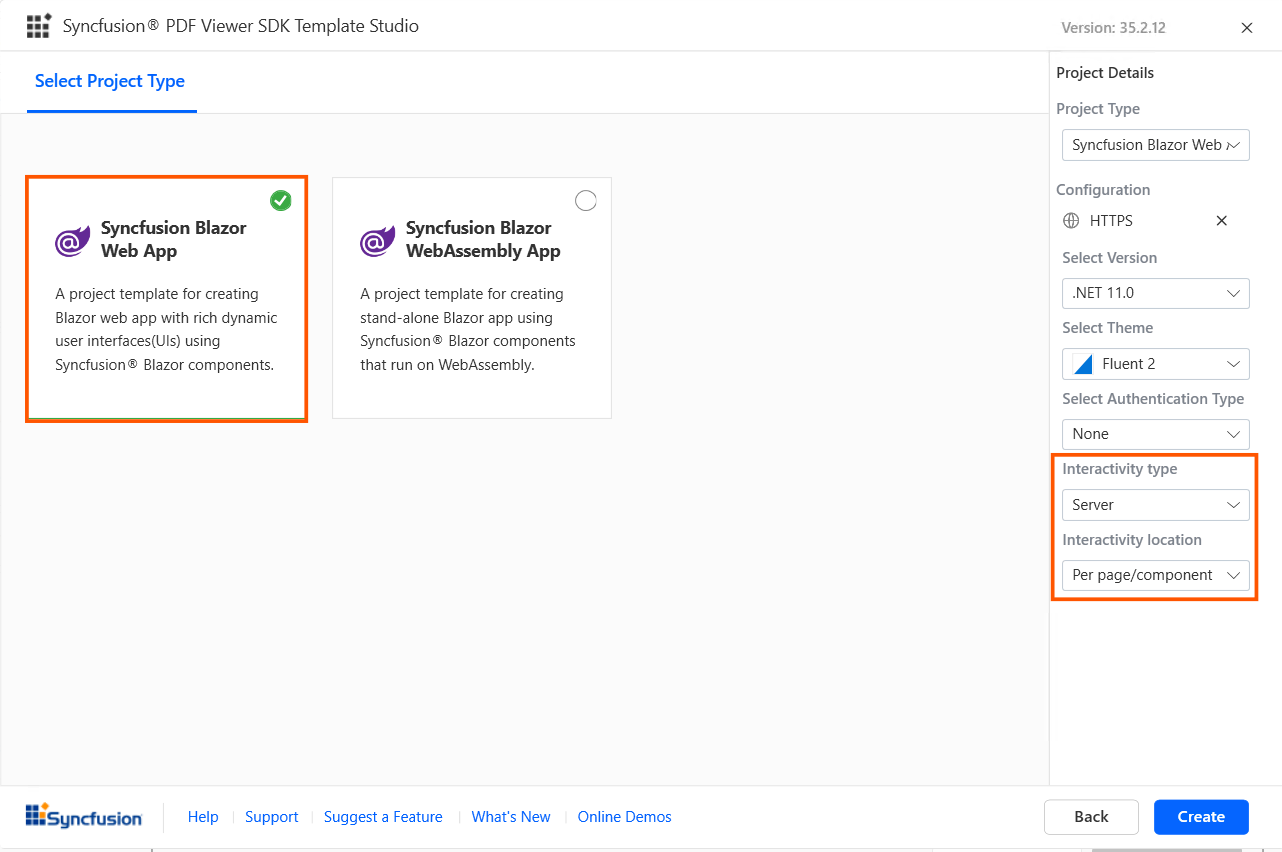 Syncfusion® PDF Viewer SDK Template Studio
Version: 35.2.12
Select Project Type
Syncfusion Blazor
Web App
A project template for creating
Blazor web app with rich dynamic
user interfaces(UIs) using
Syncfusion® Blazor components.
Syncfusion Blazor
WebAssembly App
A project template for creating
stand-alone Blazor app using
Syncfusion® Blazor components
that run on WebAssembly.
Project Details
Project Type
Syncfusion Blazor Web
Configuration
HTTPS
Select Version
.NET 11.0
Select Theme
Fluent 2
Select Authentication Type
None
Interactivity type
Server
Interactivity location
Per page/component
Syncfusion
Help
Support
Suggest a Feature
What's New
Online Demos
Back
Create